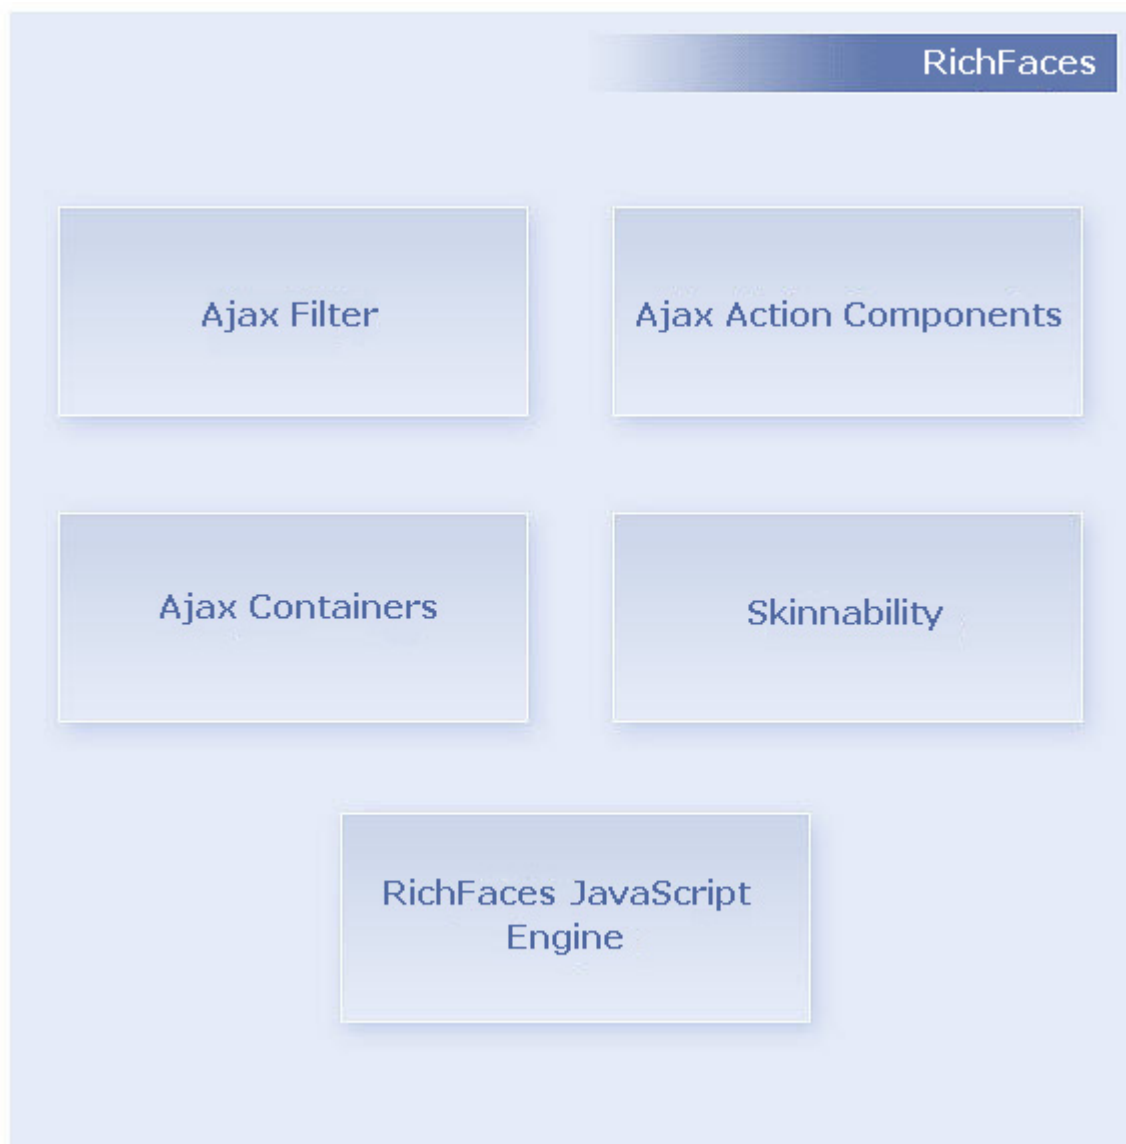 RichFaces
Ajax Filter
Ajax Action Components
Ajax Containers
Skinnability
RichFaces JavaScript
Engine